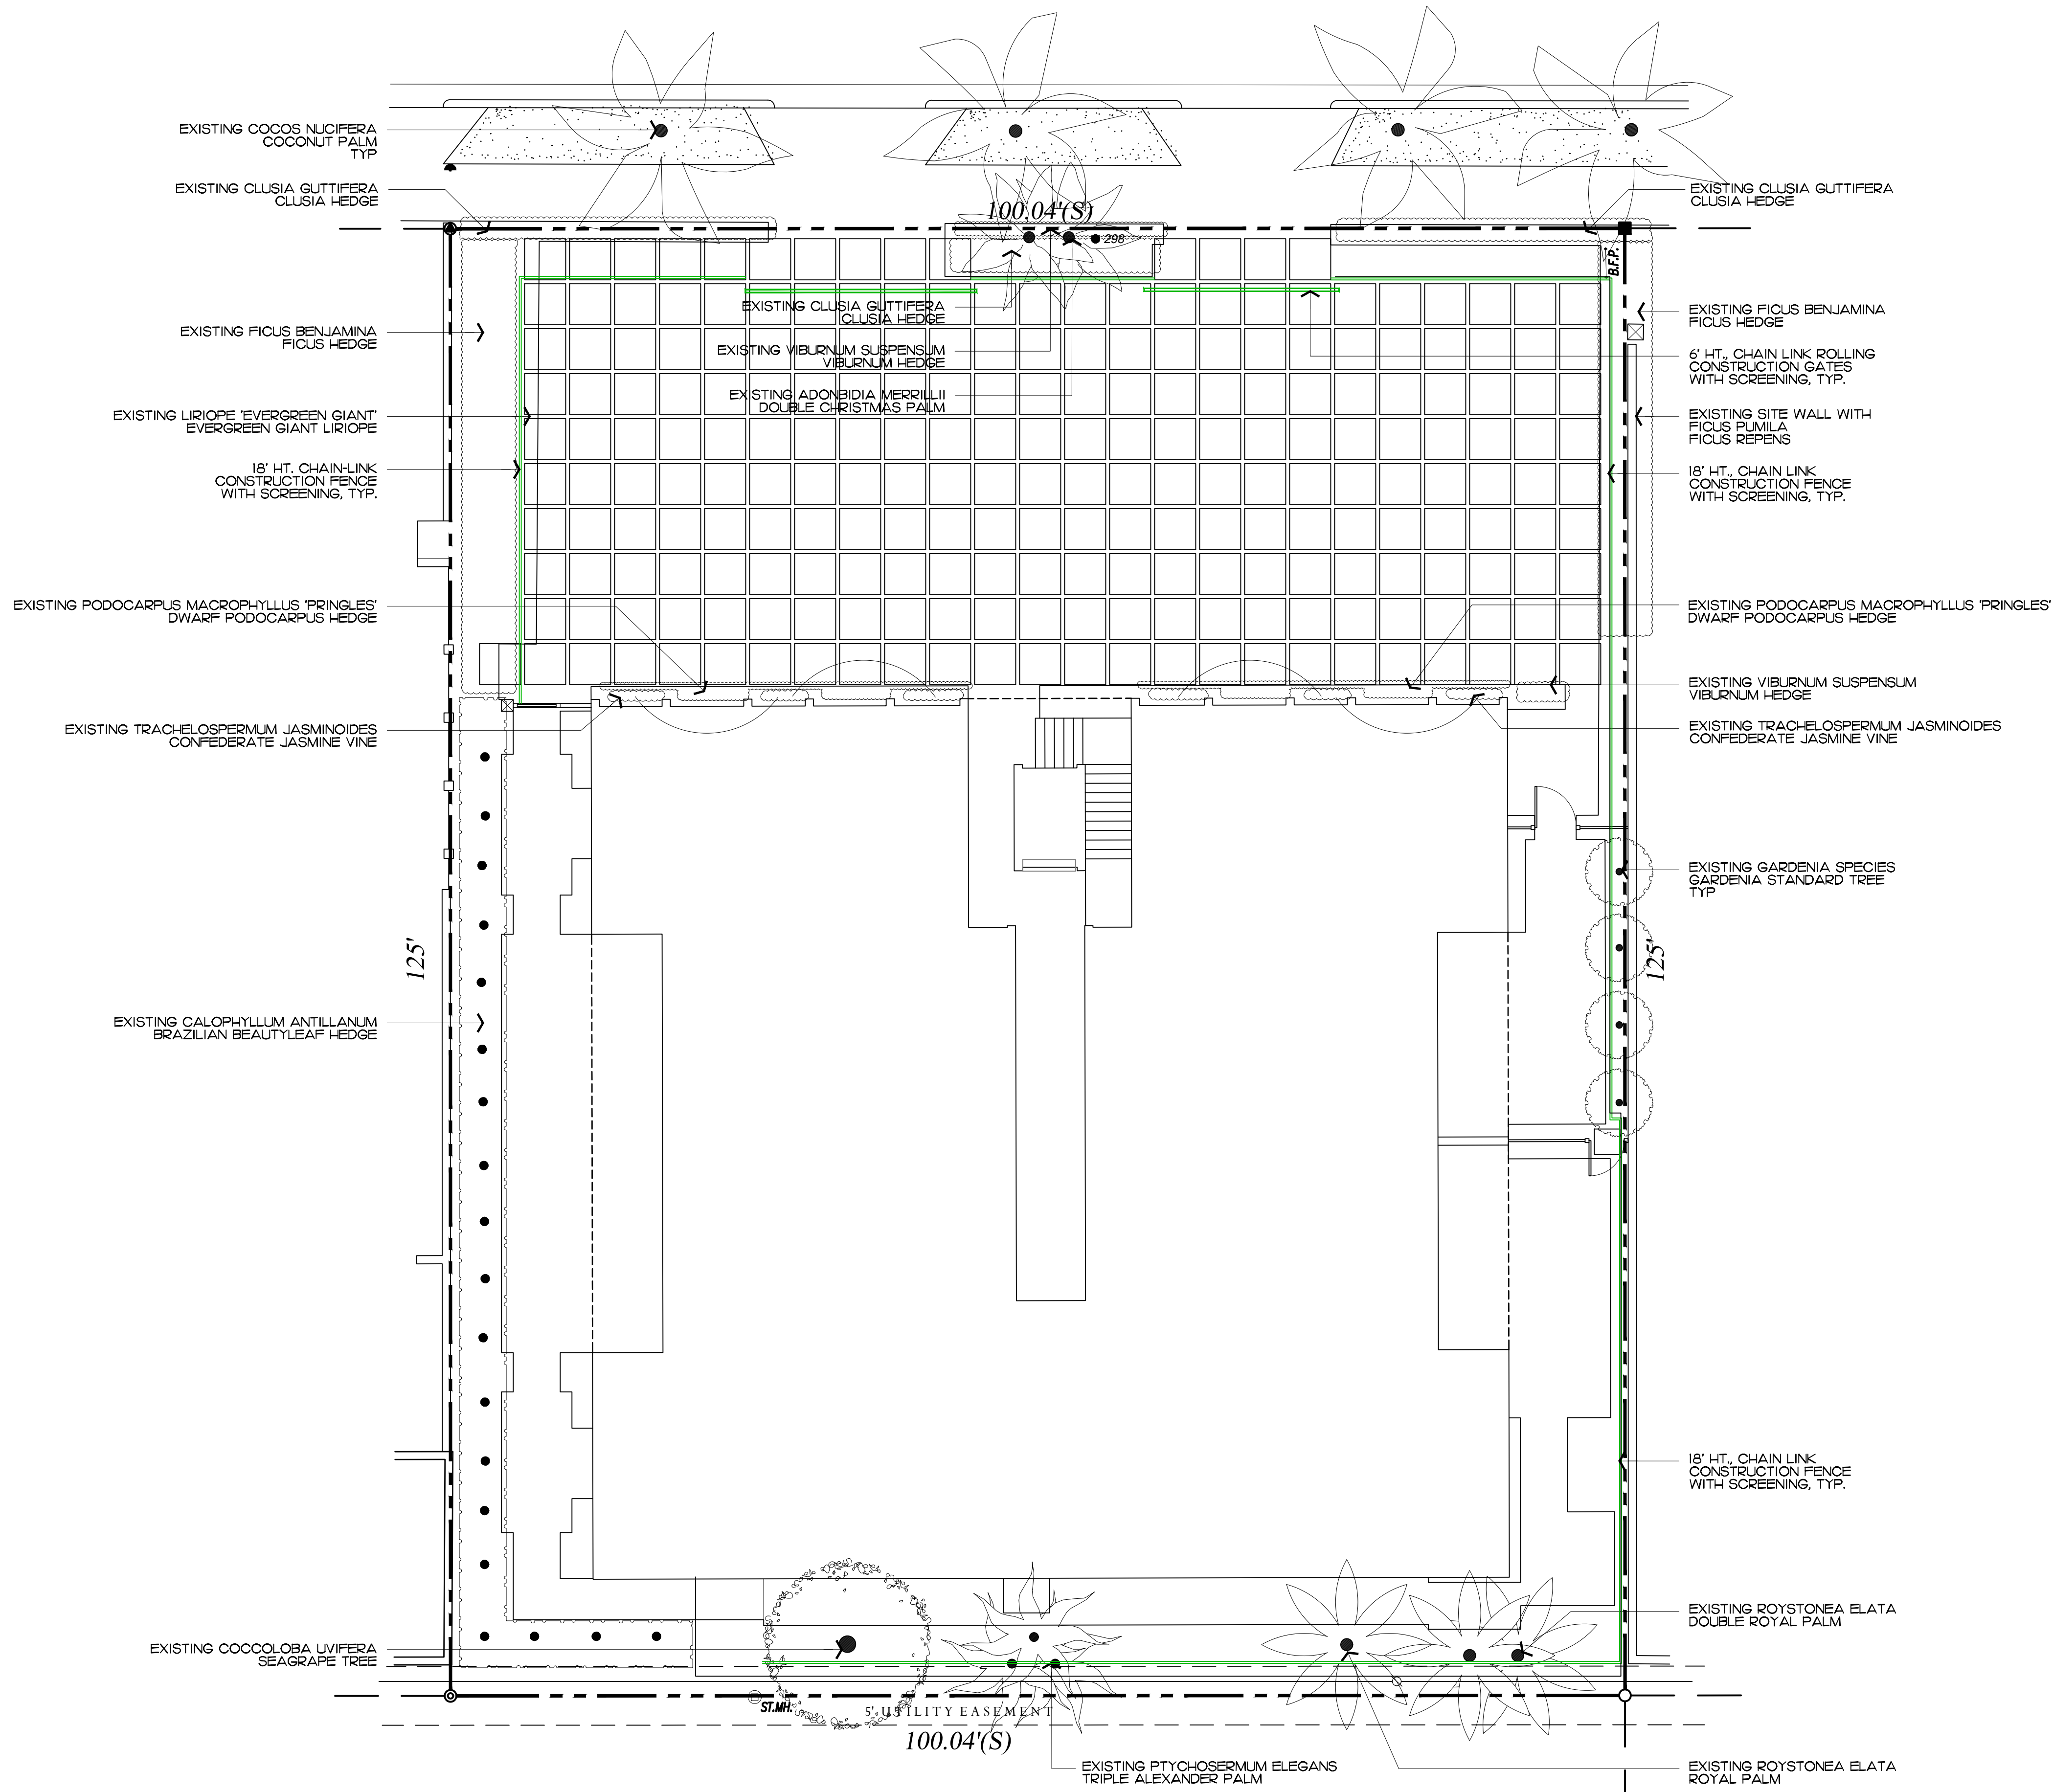 EXISTING COCOS NUCIFERA
COCONUT PALM
TYP
EXISTING CLUSIA GUTTIFERA
CLUSIA HEDGE
EXISTING CLUSIA GUTTIFERA
CLUSIA HEDGE
100.04'(S)
298
B.F.P.
EXISTING FICUS BENJAMINA
FICUS HEDGE
EXISTING LIRIOPE 'EVERGREEN GIANT'
EVERGREEN GIANT LIRIOPE
18' HT. CHAIN-LINK
CONSTRUCTION FENCE
WITH SCREENING, TYP.
EXISTING CLUSIA GUTTIFERA
CLUSIA HEDGE
EXISTING VIBURNUM SUSPENSUM
VIBURNUM HEDGE
EXISTING ADONBIDIA MERRILLII
DOUBLE CHRISTMAS PALM
EXISTING FICUS BENJAMINA
FICUS HEDGE
6' HT., CHAIN LINK ROLLING
CONSTRUCTION GATES
WITH SCREENING, TYP.
EXISTING SITE WALL WITH
FICUS PUMILA
FICUS REPENS
18' HT., CHAIN LINK
CONSTRUCTION FENCE
WITH SCREENING, TYP.
EXISTING PODOCARPUS MACROPHYLLUS 'PRINGLES'
DWARF PODOCARPUS HEDGE
EXISTING PODOCARPUS MACROPHYLLUS 'PRINGLES'
DWARF PODOCARPUS HEDGE
EXISTING TRACHELOSPERMUM JASMINOIDES
CONFEDERATE JASMINE VINE
EXISTING VIBURNUM SUSPENSUM
VIBURNUM HEDGE
EXISTING TRACHELOSPERMUM JASMINOIDES
CONFEDERATE JASMINE VINE
EXISTING GARDENIA SPECIES
GARDENIA STANDARD TREE
TYP
125'
125'
EXISTING CALOPHYLLUM ANTILLANUM
BRAZILIAN BEAUTYLEAF HEDGE
18' HT., CHAIN LINK
CONSTRUCTION FENCE
WITH SCREENING, TYP.
EXISTING COCCOLOBA UVIFERA
SEAGRAPE TREE
EXISTING ROYSTONEA ELATA
DOUBLE ROYAL PALM
ST.MH.
5' UTILITY EASEMENT
100.04'(S)
EXISTING PTYCHOSERMUM ELEGANS
TRIPLE ALEXANDER PALM
EXISTING ROYSTONEA ELATA
ROYAL PALM